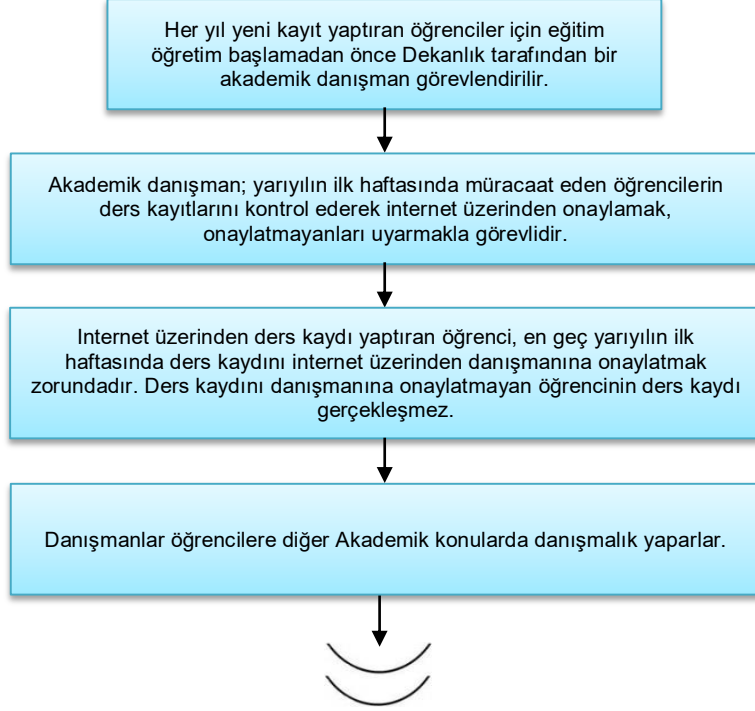 Her yıl yeni kayıt yaptıran öğrenciler için eğitim
öğretim başlamadan önce Dekanlık tarafından bir
akademik danışman görevlendirilir.
Akademik danışman; yarıyılın ilk haftasında müracaat eden öğrencilerin
ders kayıtlarını kontrol ederek internet üzerinden onaylamak,
onaylatmayanları uyarmakla görevlidir.
Internet üzerinden ders kaydı yaptıran öğrenci, en geç yarıyılın ilk
haftasında ders kaydını internet üzerinden danışmanına onaylatmak
zorundadır. Ders kaydını danışmanına onaylatmayan öğrencinin ders kaydı
gerçekleşmez.
Danışmanlar öğrencilere diğer Akademik konularda danışmalık yaparlar.